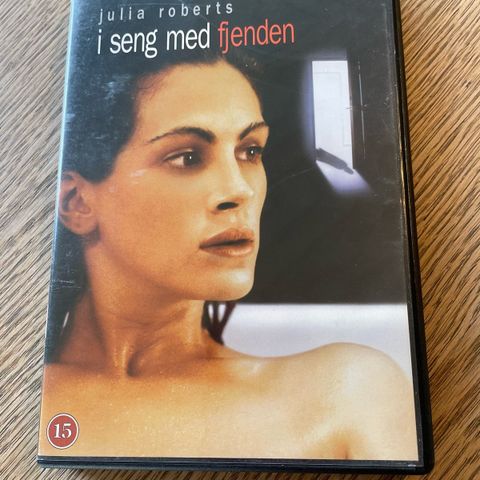 julia roberts
i seng med fjenden
15